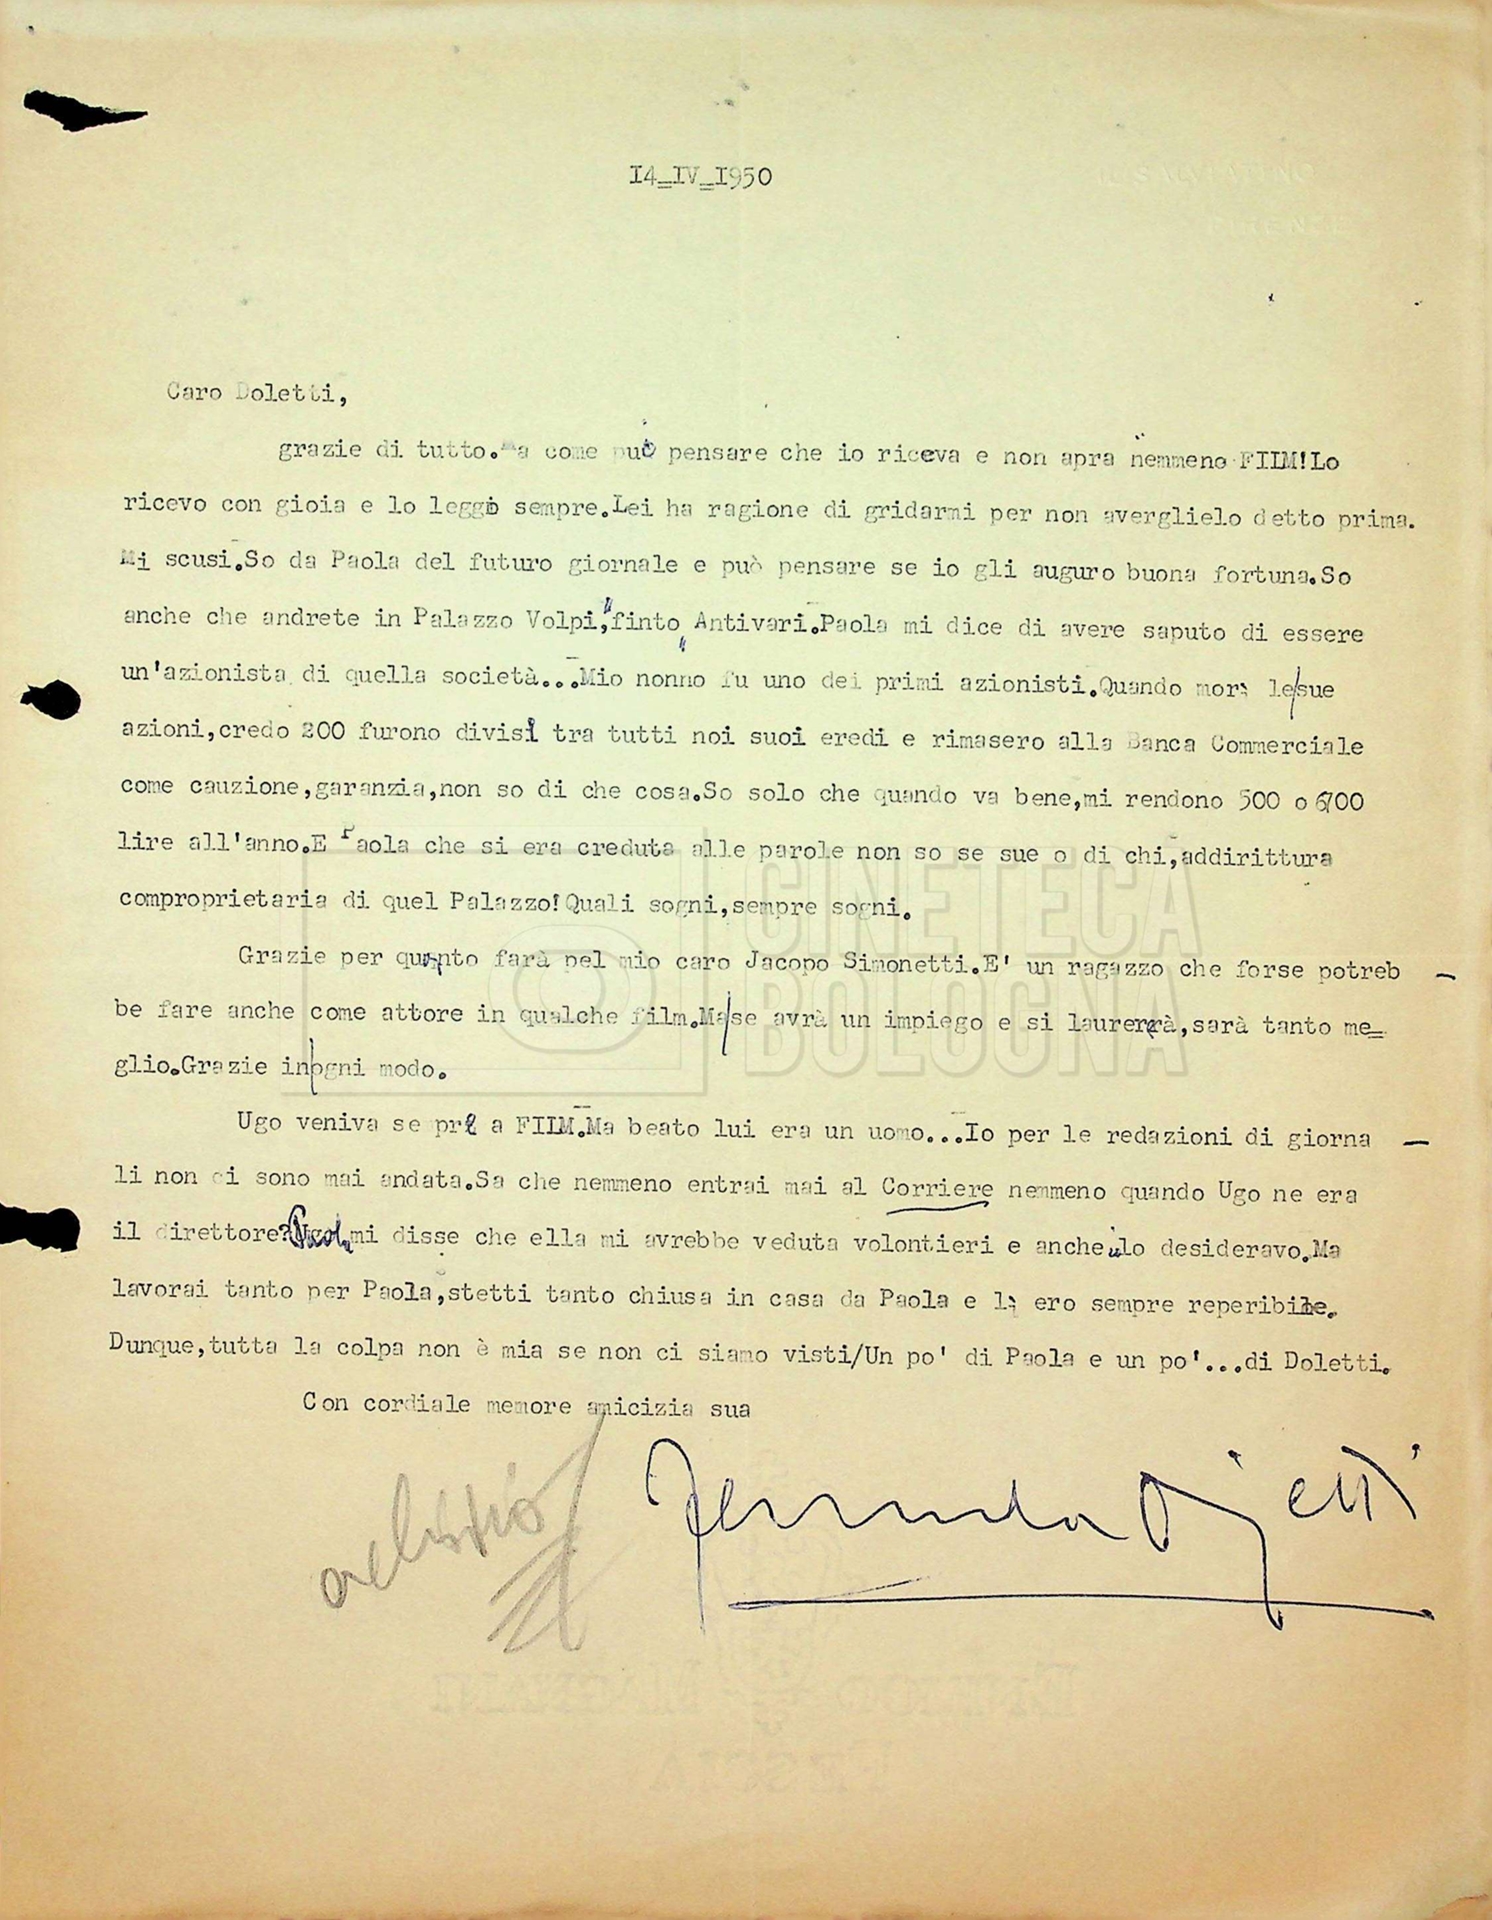 14_IV_1950
Caro Doletti,
grazie di tutto.Ma come può pensare che io riceva e non apra nemmeno FILM!Lo
ricevo con gioia e lo leggo sempre.Lei ha ragione di gridarmi per non averglielo detto prima.
Mi scusi.So da Paola del futuro giornale e può pensare se io gli auguro buona fortuna.So
anche che andrete in Palazzo Volpi,"finto" Antivari.Paola mi dice di avere saputo di essere
un'azionista di quella società...Mio nonno fu uno dei primi azionisti.Quando morì le/sue
azioni,credo 200 furono divisi tra tutti noi suoi eredi e rimasero alla Banca Commerciale
come cauzione,garanzia,non so di che cosa.So solo che quando va bene,mi rendono 500 o 600
lire all'anno.E Paola che si era creduta alle parole non so se sue o di chi,addirittura
comproprietaria di quel Palazzo!Quali sogni,sempre sogni.
Grazie per quanto farà pel mio caro Jacopo Simonetti.E' un ragazzo che forse potreb -
be fare anche come attore in qualche film.Ma/se avrà un impiego e si laurerà,sarà tanto me_
glio.Grazie in/ogni modo.
Ugo veniva se pre a FILM.Ma beato lui era un uomo...Io per le redazioni di giorna -
li non ci sono mai andata.Sa che nemmeno entrai mai al Corriere nemmeno quando Ugo ne era
il direttore? mi disse che ella mi avrebbe veduta volontieri e anche io lo desideravo.Ma
lavorai tanto per Paola,stetti tanto chiusa in casa da Paola e lì ero sempre reperibile.
Dunque,tutta la colpa non è mia se non ci siamo visti/Un po' di Paola e un po'...di Doletti.
Con cordiale memore amicizia sua
Fernanda Ojetti
CINETECA
BOLOGNA